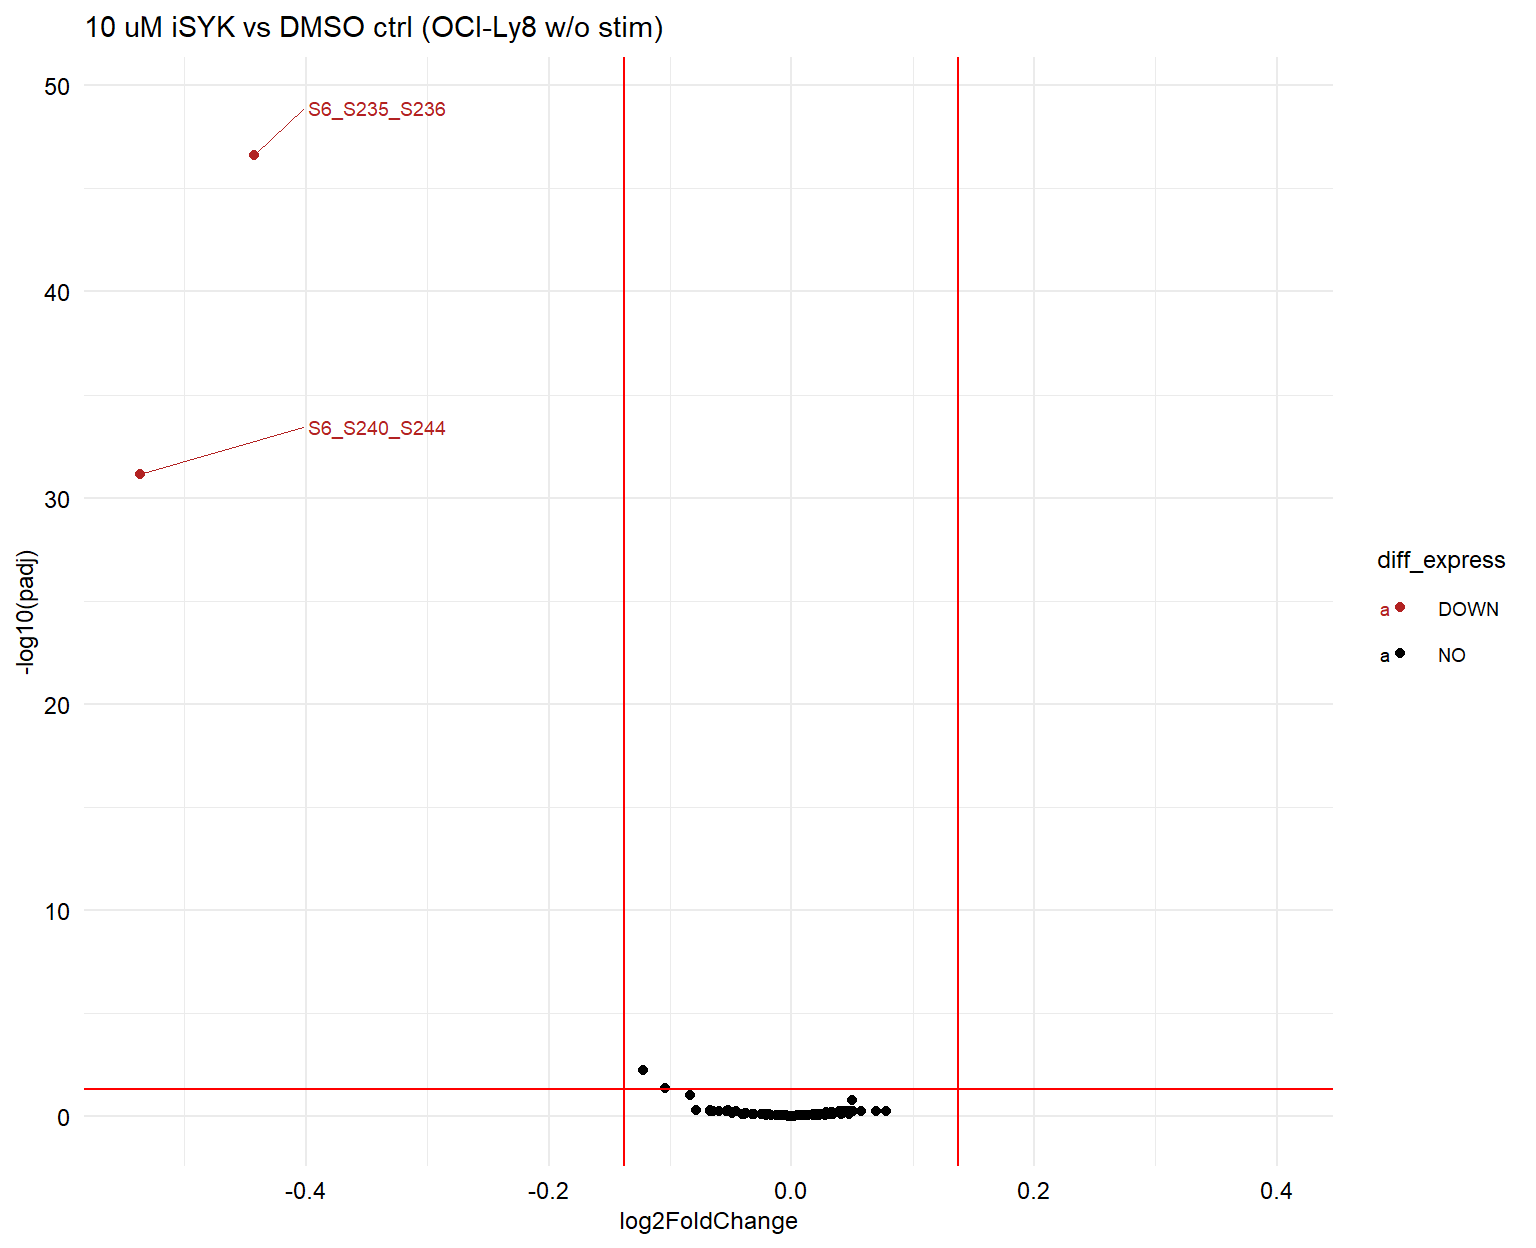 10 uM iSYK vs DMSO ctrl (OCI-Ly8 w/o stim)
50
40
30
20
10
0
-log10(padj)
S6_S235_S236
S6_S240_S244
-0.4
-0.2
0.0
0.2
0.4
log2FoldChange
diff_express
a DOWN
a NO